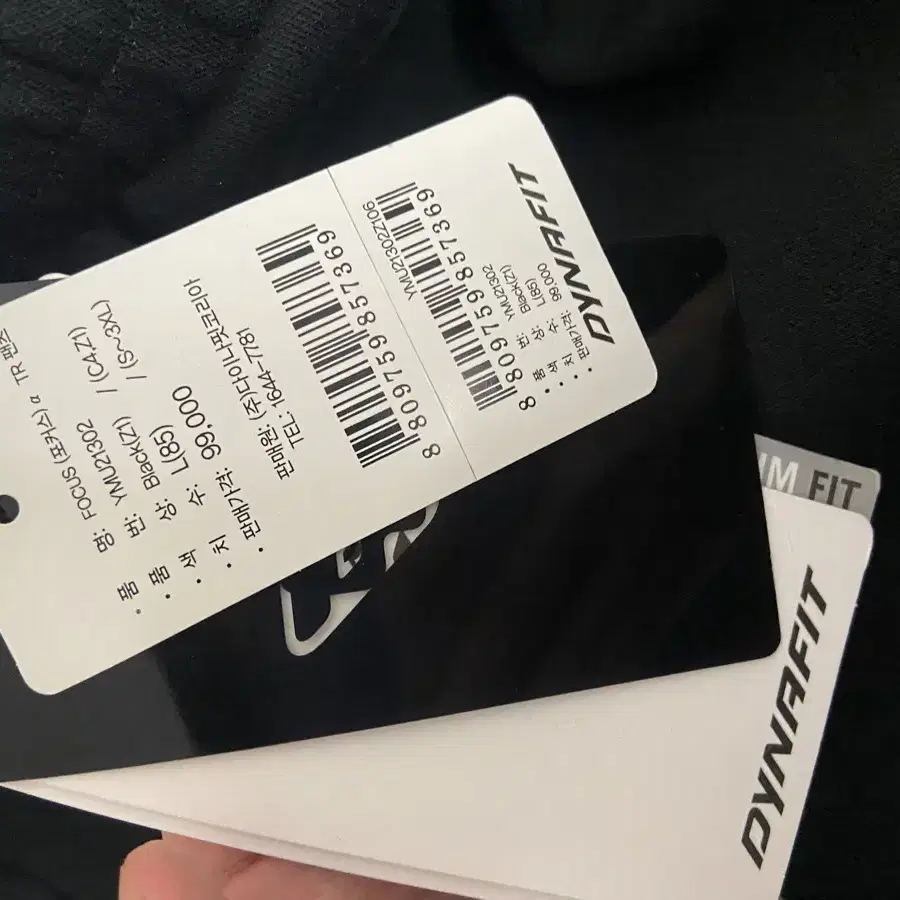 DYNAFIT
· 품 번: YMU21302
· 색 상: Black(Z1)
· 치 수: L(85)
· 판매가격: 99,000
YMU21302Z106
8 809759 857369
· 품 명: FOCUS (포커스) α TR 팬츠
· 품 번: YMU21302
· 색 상: Black(Z1) / (C4,Z1)
· 치 수: L(85) / (S~3XL)
· 판매가격: 99,000
판매원: (주)다이나핏코리아
TEL: 1644-7781
8 809759 857369
FIT
DYNAFIT